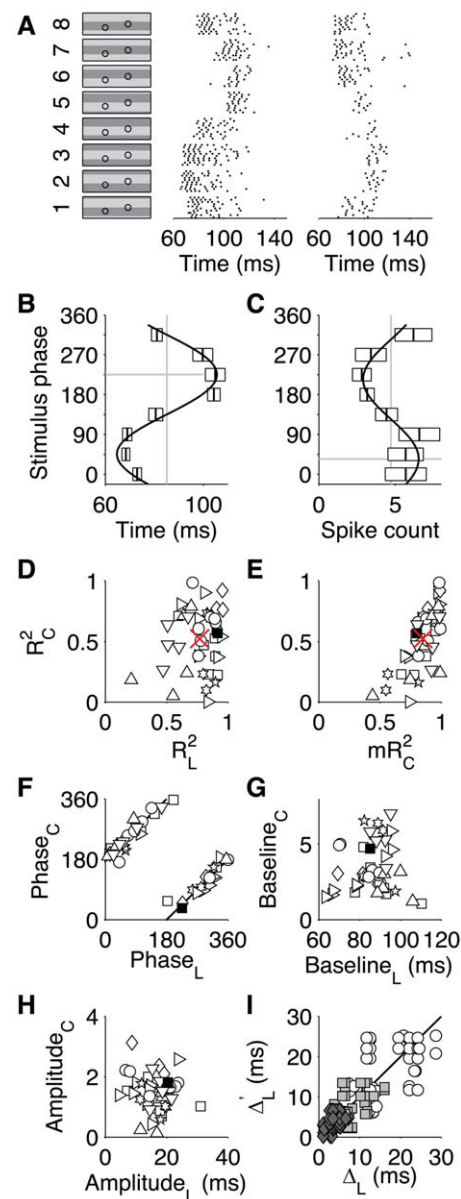 A
8
7
6
5
4
3
2
1
60 100 140 60 100 140
Time (ms) Time (ms)
B C
Stimulus phase
360 360
270 270
180 180
90 90
0 0
60 100 0 5
Time (ms) Spike count
D E
R²C
1 1
0.5 0.5
0 0
0 0.5 1 0 0.5 1
R²L mR²C
F G
PhaseC
360
180
0
0 180 360
PhaseL
BaselineC
5
0
60 80 100 120
BaselineL (ms)
H I
AmplitudeC
4
2
0
0 20 40
AmplitudeL (ms)
Δ'L (ms)
30
20
10
0
0 10 20 30
ΔL (ms)